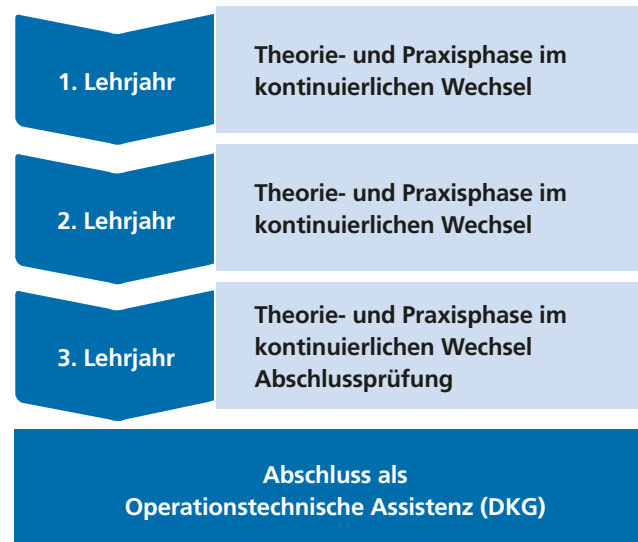 1. Lehrjahr
Theorie- und Praxisphase im
kontinuierlichen Wechsel
2. Lehrjahr
Theorie- und Praxisphase im
kontinuierlichen Wechsel
3. Lehrjahr
Theorie- und Praxisphase im
kontinuierlichen Wechsel
Abschlussprüfung
Abschluss als
Operationstechnische Assistenz (DKG)